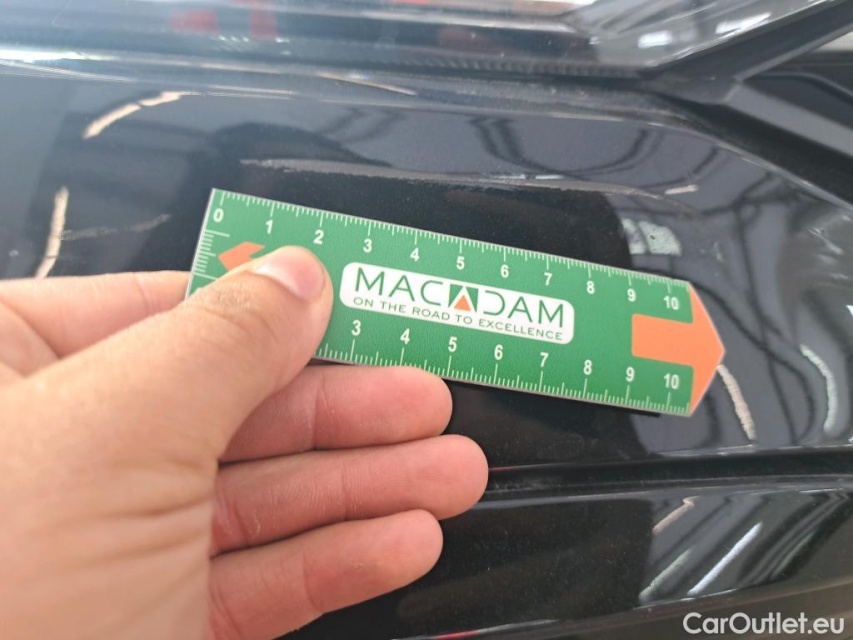 0 1 2 3 4 5 6 7 8 9 10
MACADAM
ON THE ROAD TO EXCELLENCE
3 4 5 6 7 8 9 10
CarOutlet.eu